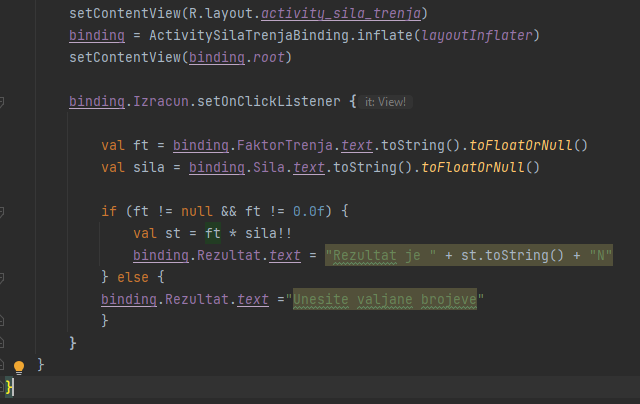 setContentView(R.layout.activity_sila_trenja)
binding = ActivitySilaTrenjaBinding.inflate(layoutInflater)
setContentView(binding.root)
binding.Izracun.setOnClickListener { it: View!
val ft = binding.FaktorTrenja.text.toString().toFloatOrNull()
val sila = binding.Sila.text.toString().toFloatOrNull()
if (ft != null && ft != 0.0f) {
val st = ft * sila!!
binding.Rezultat.text = "Rezultat je " + st.toString() + "N"
} else {
binding.Rezultat.text ="Unesite valjane brojeve"
}
}
}
}